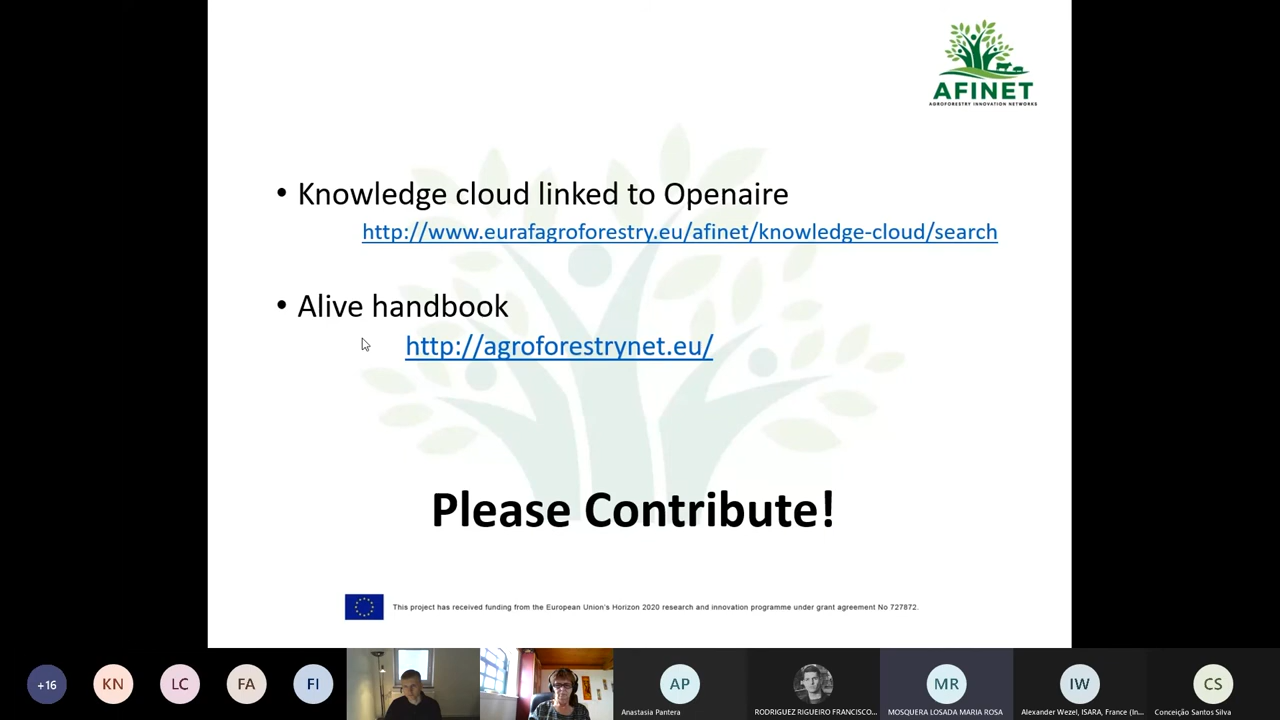 AFINET
AGROFORESTRY INNOVATION NETWORKS
• Knowledge cloud linked to Openaire
http://www.eurafagroforestry.eu/afinet/knowledge-cloud/search
• Alive handbook
http://agroforestrynet.eu/
Please Contribute!
This project has received funding from the European Union's Horizon 2020 research and innovation programme under grant agreement No 727872.
+16
KN
LC
FA
FI
AP
MR
IW
CS
Anastasia Pantera
RODRIGUEZ RIGUEIRO FRANCISCO...
MOSQUERA LOSADA MARIA ROSA
Alexander Wezel, ISARA, France (In...
Conceição Santos Silva